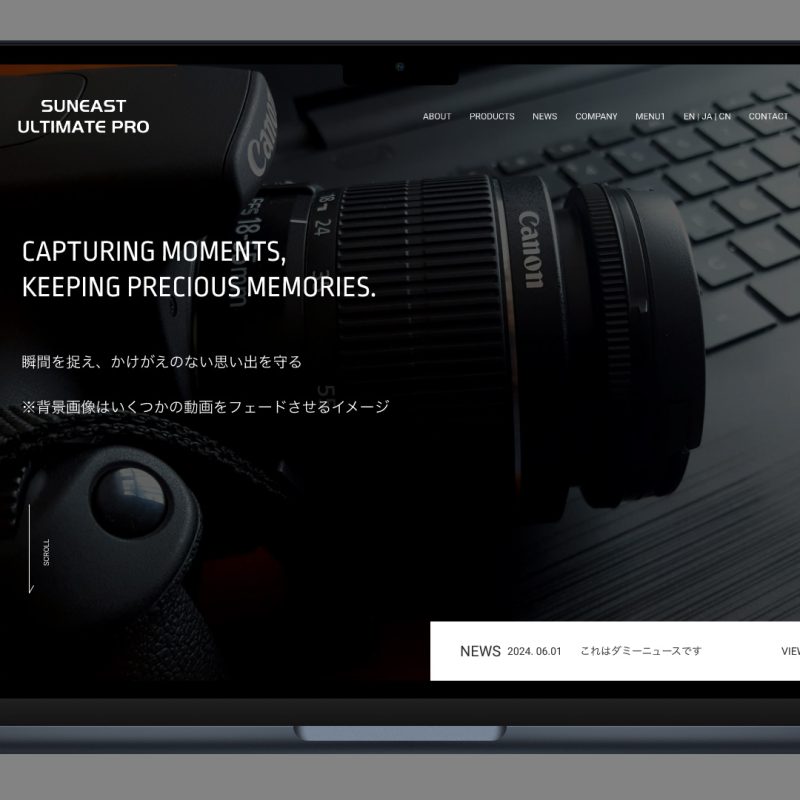 SUNEAST
ULTIMATE PRO
ABOUT PRODUCTS NEWS COMPANY MENU1 EN | JA | CN CONTACT
Canon
EFS 18-
18 24
Canon
CAPTURING MOMENTS,
KEEPING PRECIOUS MEMORIES.
瞬間を捉え、かけがえのない思い出を守る
※背景画像はいくつかの動画をフェードさせるイメージ
SCROLL
NEWS 2024. 06.01 これはダミーニュースです